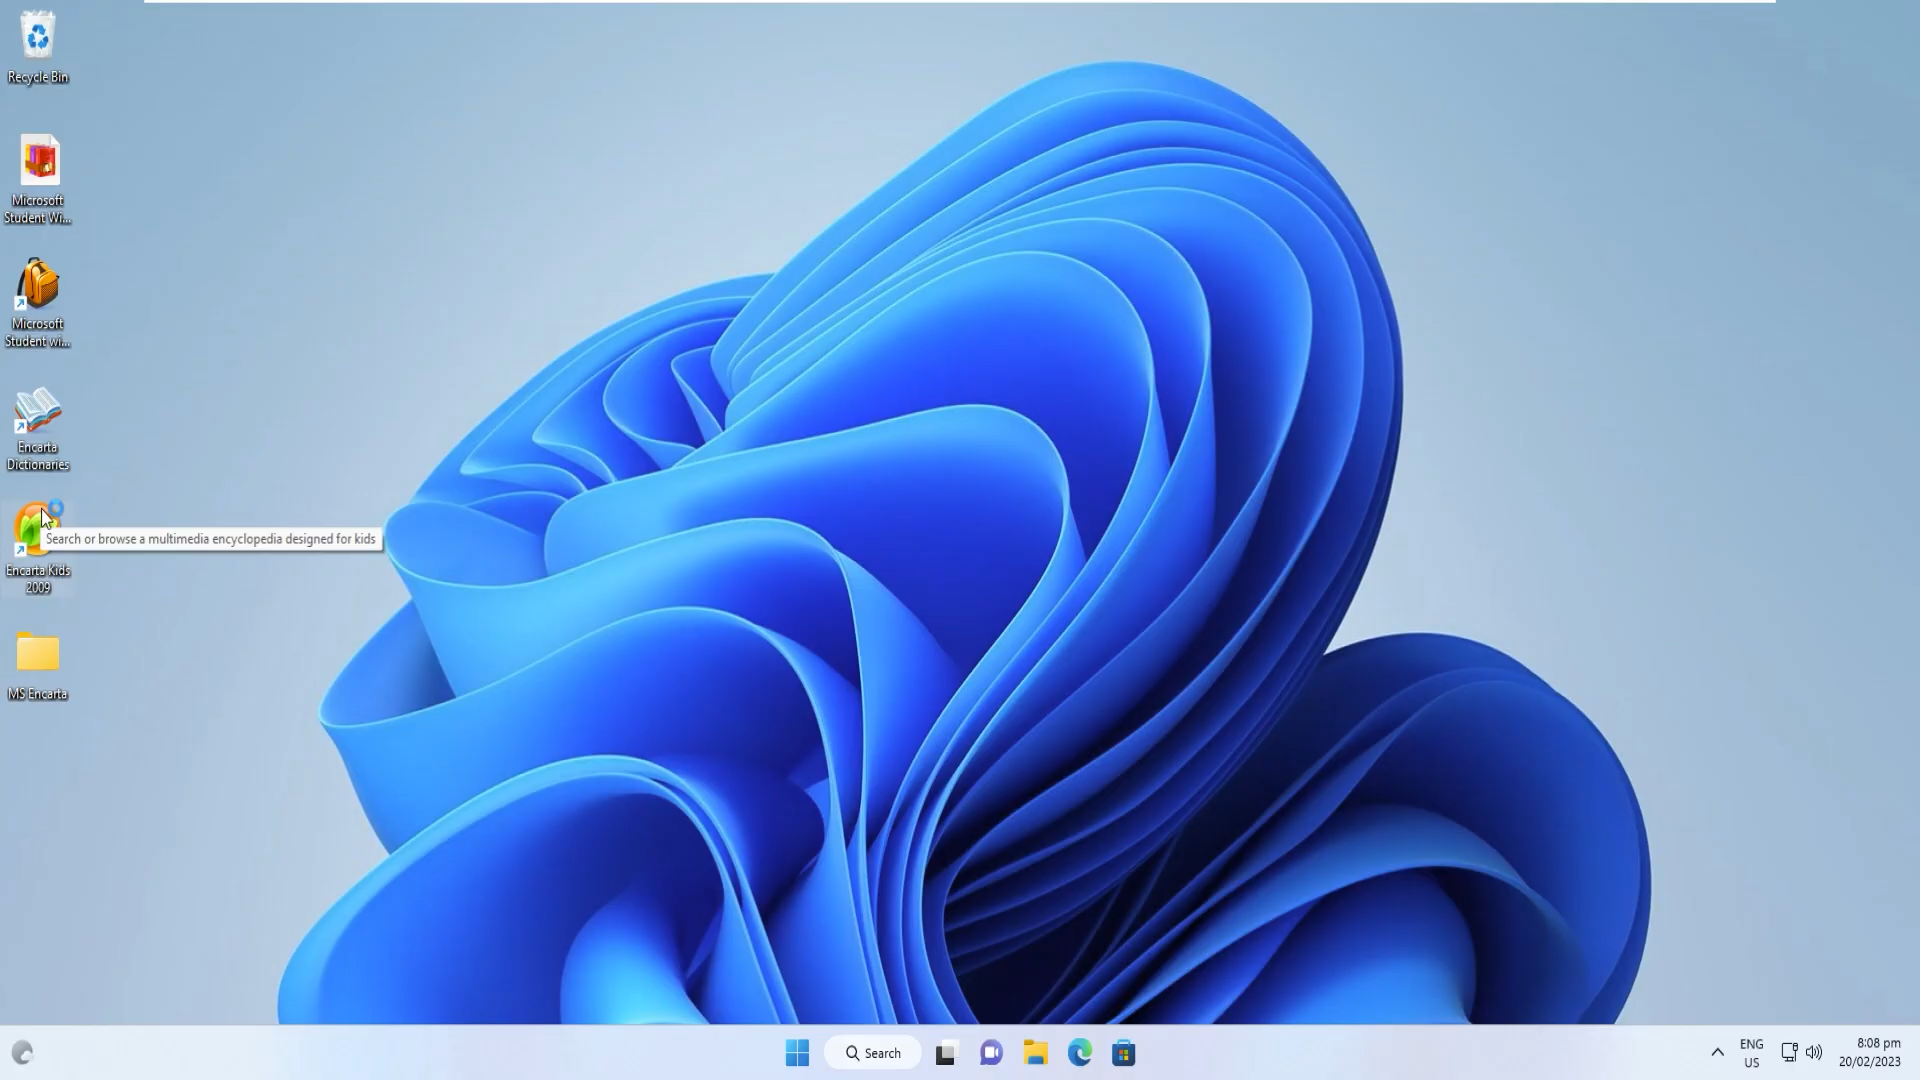 Recycle Bin
Microsoft
Student Wi...
Microsoft
Student wi...
Encarta
Dictionaries
Search or browse a multimedia encyclopedia designed for kids
Encarta Kids
2009
MS Encarta
Search
ENG
US
8:08 pm
20/02/2023